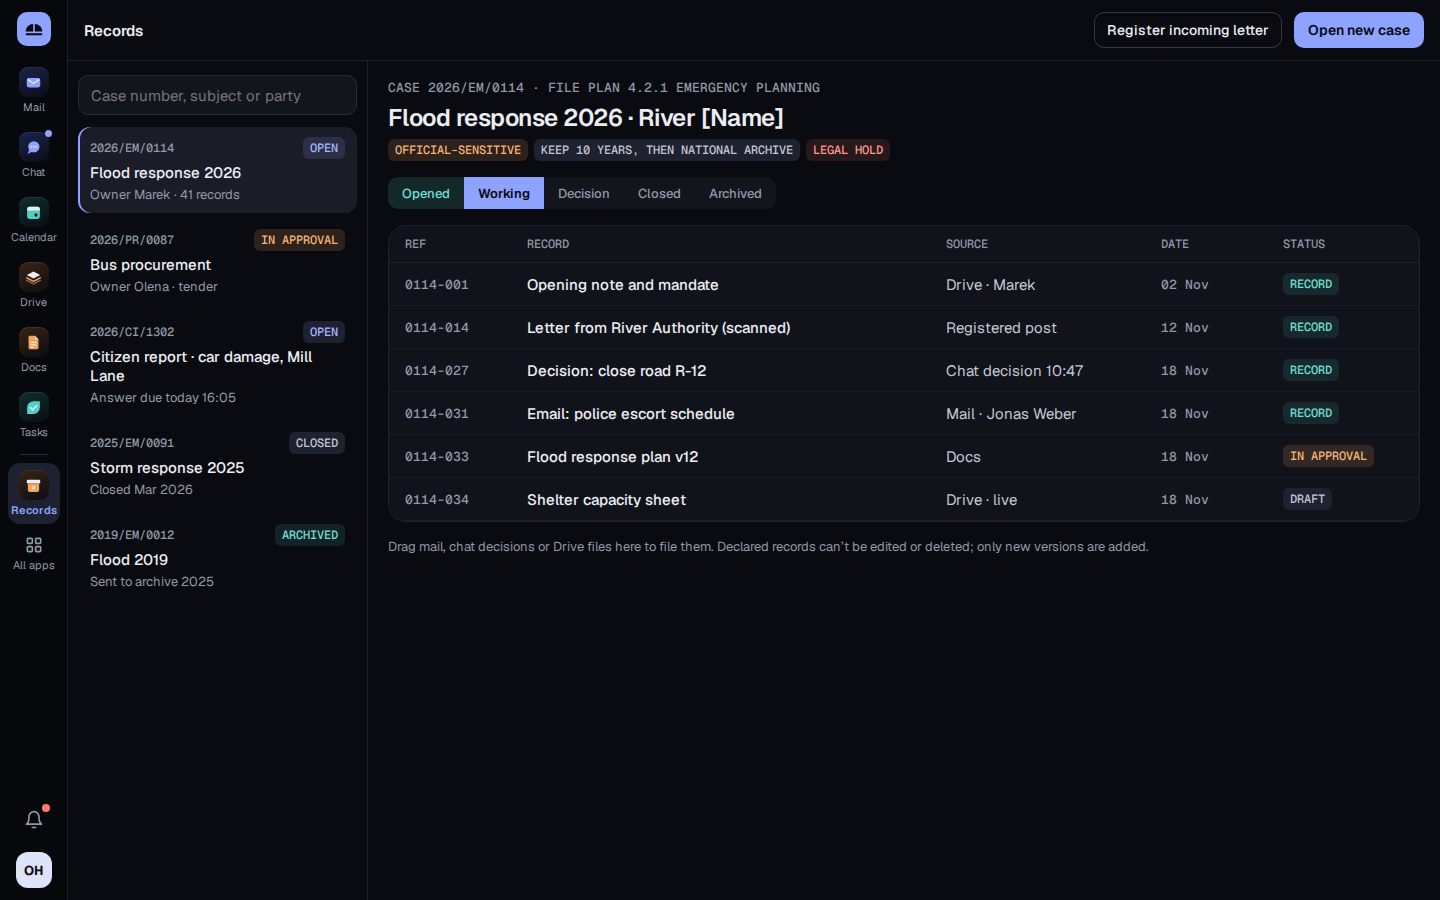 Records
Register incoming letter
Open new case
Mail
Chat
Calendar
Drive
Docs
Tasks
Records
All apps
OH
Case number, subject or party
2026/EM/0114
OPEN
Flood response 2026
Owner Marek · 41 records
2026/PR/0087
IN APPROVAL
Bus procurement
Owner Olena · tender
2026/CI/1302
OPEN
Citizen report · car damage, Mill
Lane
Answer due today 16:05
2025/EM/0091
CLOSED
Storm response 2025
Closed Mar 2026
2019/EM/0012
ARCHIVED
Flood 2019
Sent to archive 2025
CASE 2026/EM/0114 · FILE PLAN 4.2.1 EMERGENCY PLANNING
Flood response 2026 · River [Name]
OFFICIAL-SENSITIVE KEEP 10 YEARS, THEN NATIONAL ARCHIVE LEGAL HOLD
Opened Working Decision Closed Archived
REF RECORD SOURCE DATE STATUS
0114-001 Opening note and mandate Drive · Marek 02 Nov RECORD
0114-014 Letter from River Authority (scanned) Registered post 12 Nov RECORD
0114-027 Decision: close road R-12 Chat decision 10:47 18 Nov RECORD
0114-031 Email: police escort schedule Mail · Jonas Weber 18 Nov RECORD
0114-033 Flood response plan v12 Docs 18 Nov IN APPROVAL
0114-034 Shelter capacity sheet Drive · live 18 Nov DRAFT
Drag mail, chat decisions or Drive files here to file them. Declared records can't be edited or deleted; only new versions are added.